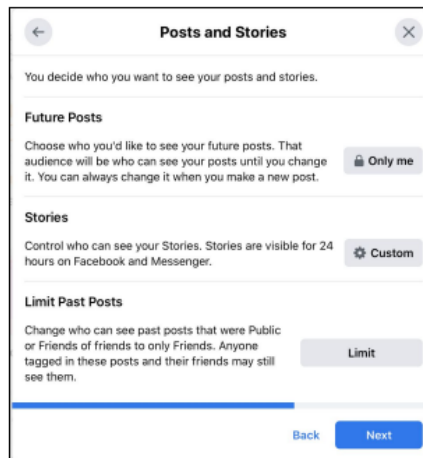 Posts and Stories
You decide who you want to see your posts and stories.
Future Posts
Choose who you'd like to see your future posts. That
audience will be who can see your posts until you change
it. You can always change it when you make a new post.
Only me
Stories
Control who can see your Stories. Stories are visible for 24
hours on Facebook and Messenger.
Custom
Limit Past Posts
Change who can see past posts that were Public
or Friends of friends to only Friends. Anyone
tagged in these posts and their friends may still
see them.
Limit
Back
Next